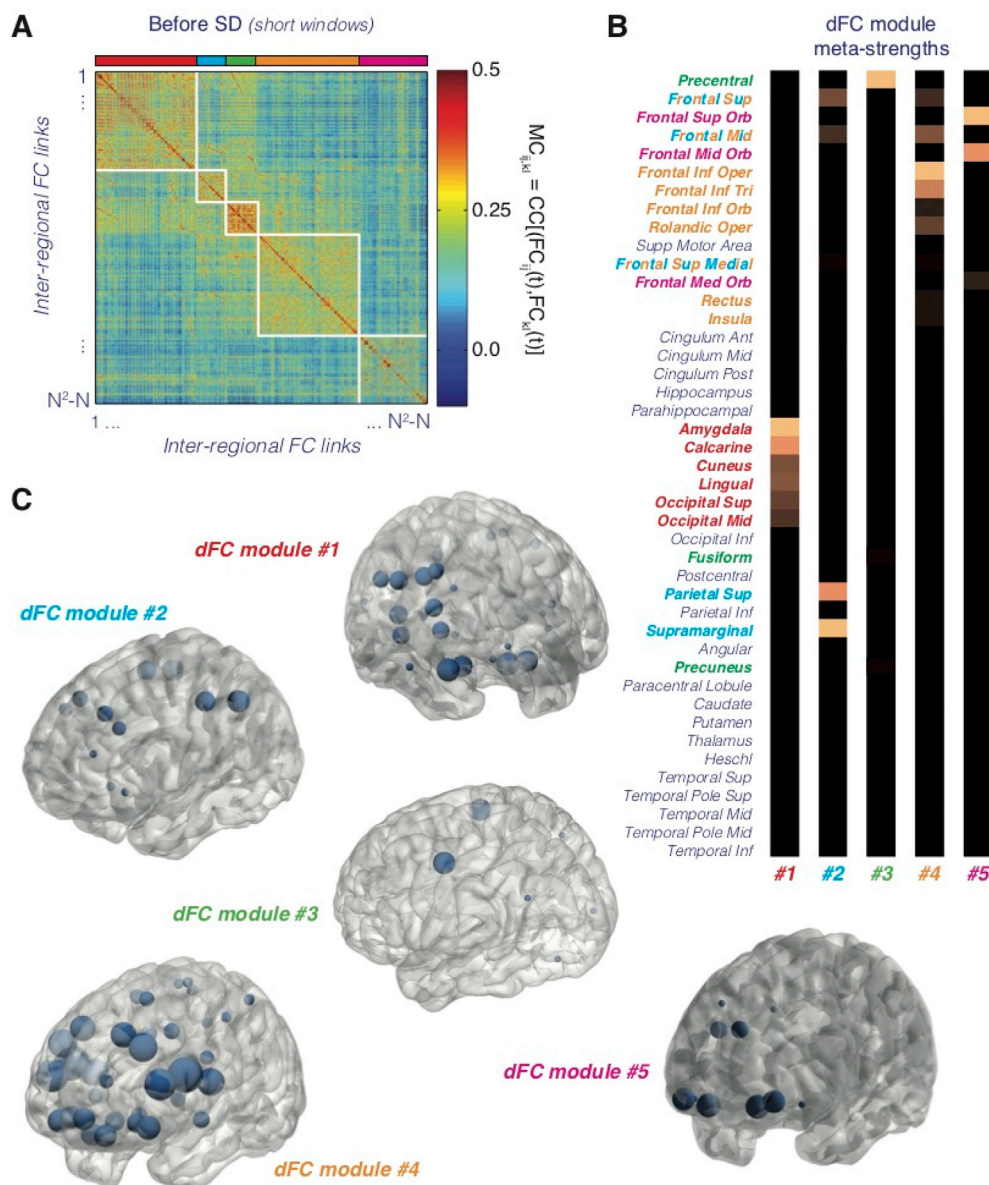 A
Before SD (short windows)
1
...
Inter-regional FC links
...
N²-N
1 ...
... N²-N
Inter-regional FC links
0.5
0.25
0.0
MC_ij,kl = CC[(FC_ij(t),FC_kl(t)]
B
dFC module
meta-strengths
Precentral
Frontal Sup
Frontal Sup Orb
Frontal Mid
Frontal Mid Orb
Frontal Inf Oper
Frontal Inf Tri
Frontal Inf Orb
Rolandic Oper
Supp Motor Area
Frontal Sup Medial
Frontal Med Orb
Rectus
Insula
Cingulum Ant
Cingulum Mid
Cingulum Post
Hippocampus
Parahippocampal
Amygdala
Calcarine
Cuneus
Lingual
Occipital Sup
Occipital Mid
Occipital Inf
Fusiform
Postcentral
Parietal Sup
Parietal Inf
Supramarginal
Angular
Precuneus
Paracentral Lobule
Caudate
Putamen
Thalamus
Heschl
Temporal Sup
Temporal Pole Sup
Temporal Mid
Temporal Pole Mid
Temporal Inf
#1 #2 #3 #4 #5
C
dFC module #1
dFC module #2
dFC module #3
dFC module #4
dFC module #5